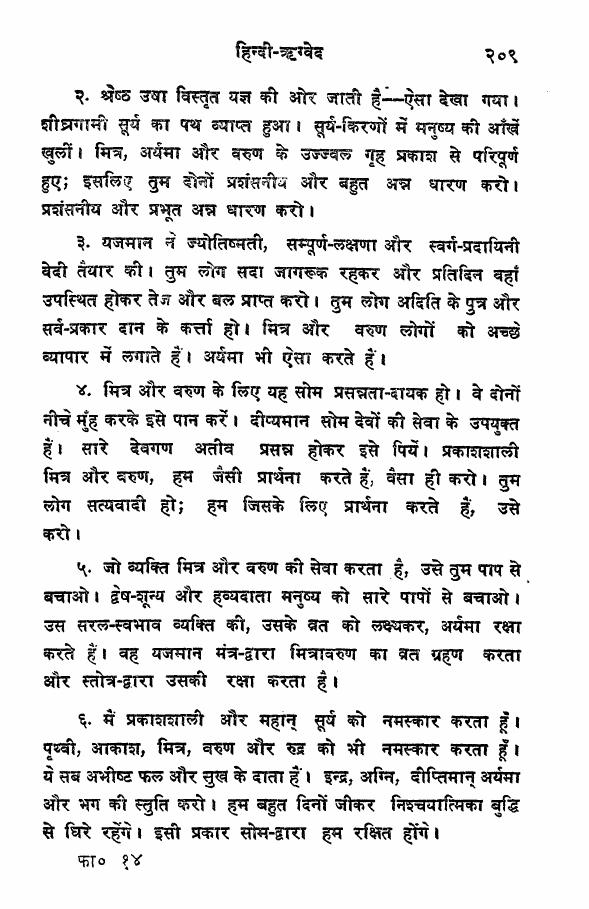 हिन्दी-ऋग्वेद २०९
२. श्रेष्ठ उषा विस्तृत यज्ञ की ओर जाती है--ऐसा देखा गया।
शीघ्रगामी सूर्य का पथ व्याप्त हुआ। सूर्य-किरणों में मनुष्य की आँखें
खुलीं। मित्र, अर्यमा और वरुण के उज्ज्वल गृह प्रकाश से परिपूर्ण
हुए; इसलिए तुम दोनों प्रशंसनीय और बहुत अन्न धारण करो।
प्रशंसनीय और प्रभूत अन्न धारण करो।
३. यजमान ने ज्योतिष्मती, सम्पूर्ण-लक्षणा और स्वर्ग-प्रदायिनी
वेदी तैयार की। तुम लोग सदा जागरूक रहकर और प्रतिदिन वहाँ
उपस्थित होकर तेज और बल प्राप्त करो। तुम लोग अदिति के पुत्र और
सर्व-प्रकार दान के कर्त्ता हो। मित्र और वरुण लोगों को अच्छे
व्यापार में लगाते हैं। अर्यमा भी ऐसा करते हैं।
४. मित्र और वरुण के लिए यह सोम प्रसन्नता-दायक हो। वे दोनों
नीचे मुँह करके इसे पान करें। दीप्यमान सोम देवों की सेवा के उपयुक्त
हैं। सारे देवगण अतीव प्रसन्न होकर इसे पियें। प्रकाशशाली
मित्र और वरुण, हम जैसी प्रार्थना करते हैं, वैसा ही करो। तुम
लोग सत्यवादी हो; हम जिसके लिए प्रार्थना करते हैं, उसे
करो।
५. जो व्यक्ति मित्र और वरुण की सेवा करता है, उसे तुम पाप से
बचाओ। द्वेष-शून्य और हव्यदाता मनुष्य को सारे पापों से बचाओ।
उस सरल-स्वभाव व्यक्ति की, उसके व्रत को लक्ष्यकर, अर्यमा रक्षा
करते हैं। वह यजमान मंत्र-द्वारा मित्रावरुण का व्रत ग्रहण करता
और स्तोत्र-द्वारा उसकी रक्षा करता है।
६. मैं प्रकाशशाली और महान् सूर्य को नमस्कार करता हूँ।
पृथ्वी, आकाश, मित्र, वरुण और रुद्र को भी नमस्कार करता हूँ।
ये सब अभीष्ट फल और सुख के दाता हैं। इन्द्र, अग्नि, दीप्तिमान् अर्यमा
और भग की स्तुति करो। हम बहुत दिनों जीकर निश्चयात्मिका बुद्धि
से घिरे रहेंगे। इसी प्रकार सोम-द्वारा हम रक्षित होंगे।
फा० १४